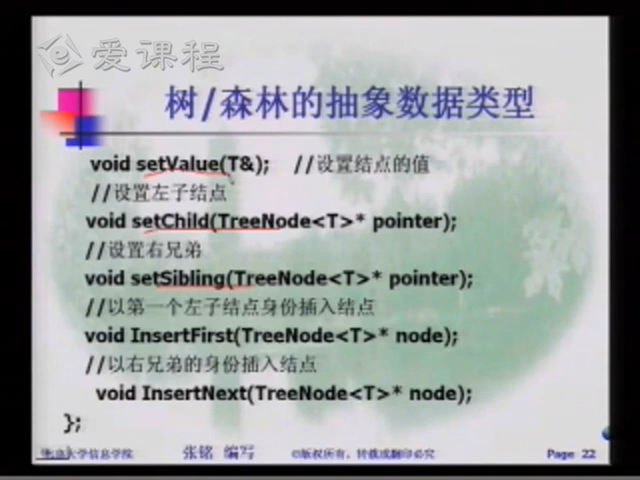 爱课程
树/森林的抽象数据类型
void setValue(T&); //设置结点的值
//设置左子结点
void setChild(TreeNode<T>* pointer);
//设置右兄弟
void setSibling(TreeNode<T>* pointer);
//以第一个左子结点身份插入结点
void InsertFirst(TreeNode<T>* node);
//以右兄弟的身份插入结点
void InsertNext(TreeNode<T>* node);
};
大学信息学院 张铭 编写 ©版权所有，转载或翻印必究 Page 22